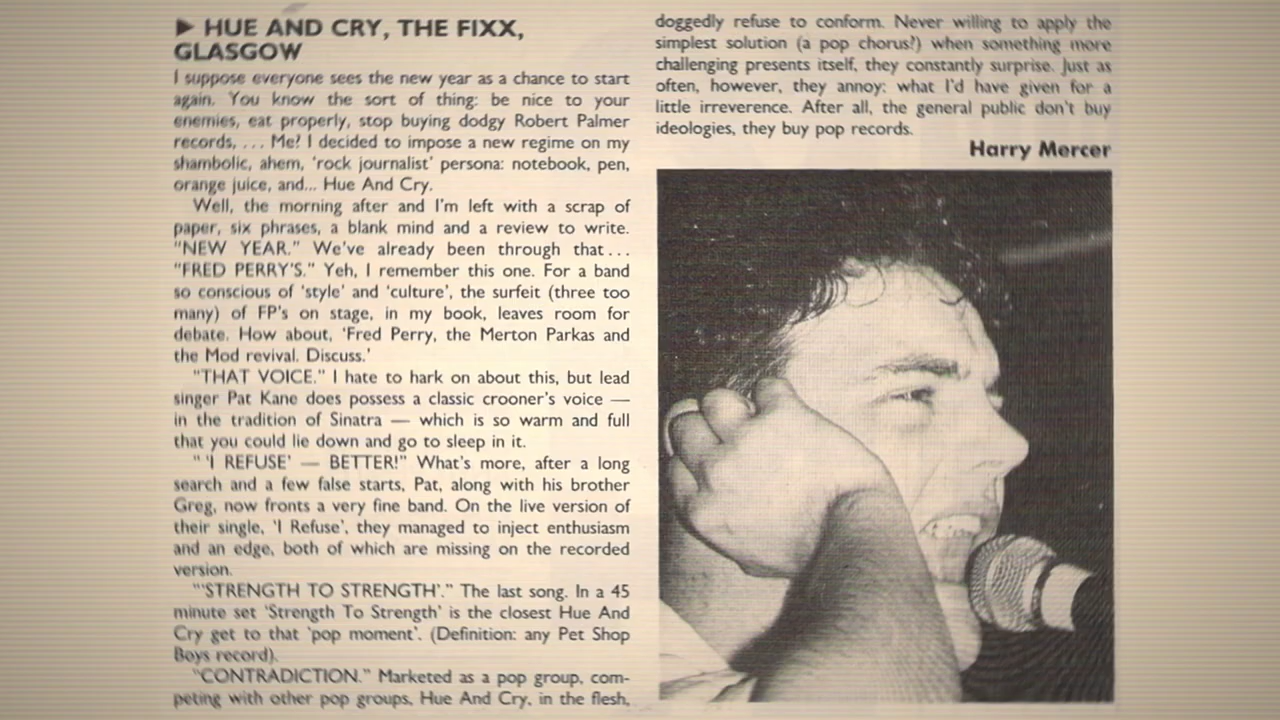 ► HUE AND CRY, THE FIXX,
GLASGOW
I suppose everyone sees the new year as a chance to start
again. You know the sort of thing: be nice to your
enemies, eat properly, stop buying dodgy Robert Palmer
records, ... Me? I decided to impose a new regime on my
shambolic, ahem, 'rock journalist' persona: notebook, pen,
orange juice, and... Hue And Cry.
Well, the morning after and I'm left with a scrap of
paper, six phrases, a blank mind and a review to write.
"NEW YEAR." We've already been through that...
"FRED PERRY'S." Yeh, I remember this one. For a band
so conscious of 'style' and 'culture', the surfeit (three too
many) of FP's on stage, in my book, leaves room for
debate. How about, 'Fred Perry, the Merton Parkas and
the Mod revival. Discuss.'
"THAT VOICE." I hate to hark on about this, but lead
singer Pat Kane does possess a classic crooner's voice —
in the tradition of Sinatra — which is so warm and full
that you could lie down and go to sleep in it.
" 'I REFUSE' — BETTER!" What's more, after a long
search and a few false starts, Pat, along with his brother
Greg, now fronts a very fine band. On the live version of
their single, 'I Refuse', they managed to inject enthusiasm
and an edge, both of which are missing on the recorded
version.
"'STRENGTH TO STRENGTH'." The last song. In a 45
minute set 'Strength To Strength' is the closest Hue And
Cry get to that 'pop moment'. (Definition: any Pet Shop
Boys record).
"CONTRADICTION." Marketed as a pop group, com-
peting with other pop groups, Hue And Cry, in the flesh,
doggedly refuse to conform. Never willing to apply the
simplest solution (a pop chorus?) when something more
challenging presents itself, they constantly surprise. Just as
often, however, they annoy: what I'd have given for a
little irreverence. After all, the general public don't buy
ideologies, they buy pop records.
Harry Mercer